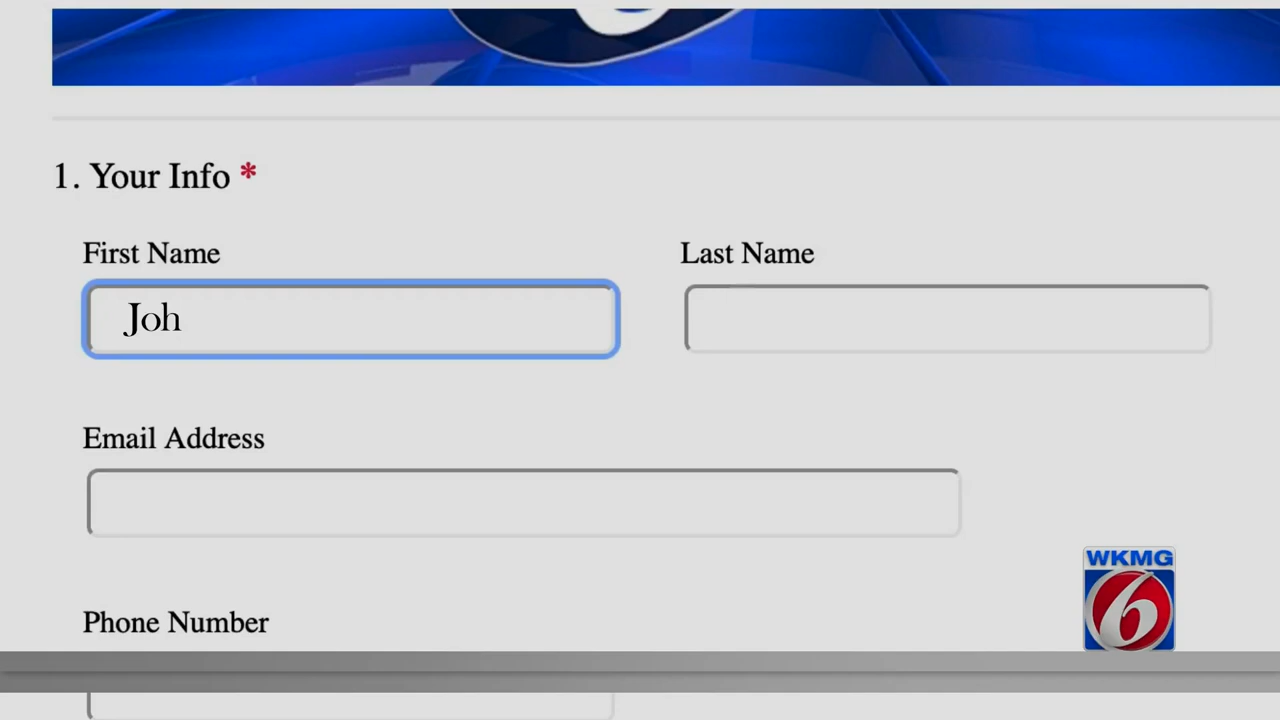 1. Your Info *
First Name
Last Name
Joh
Email Address
WKMG
6
Phone Number